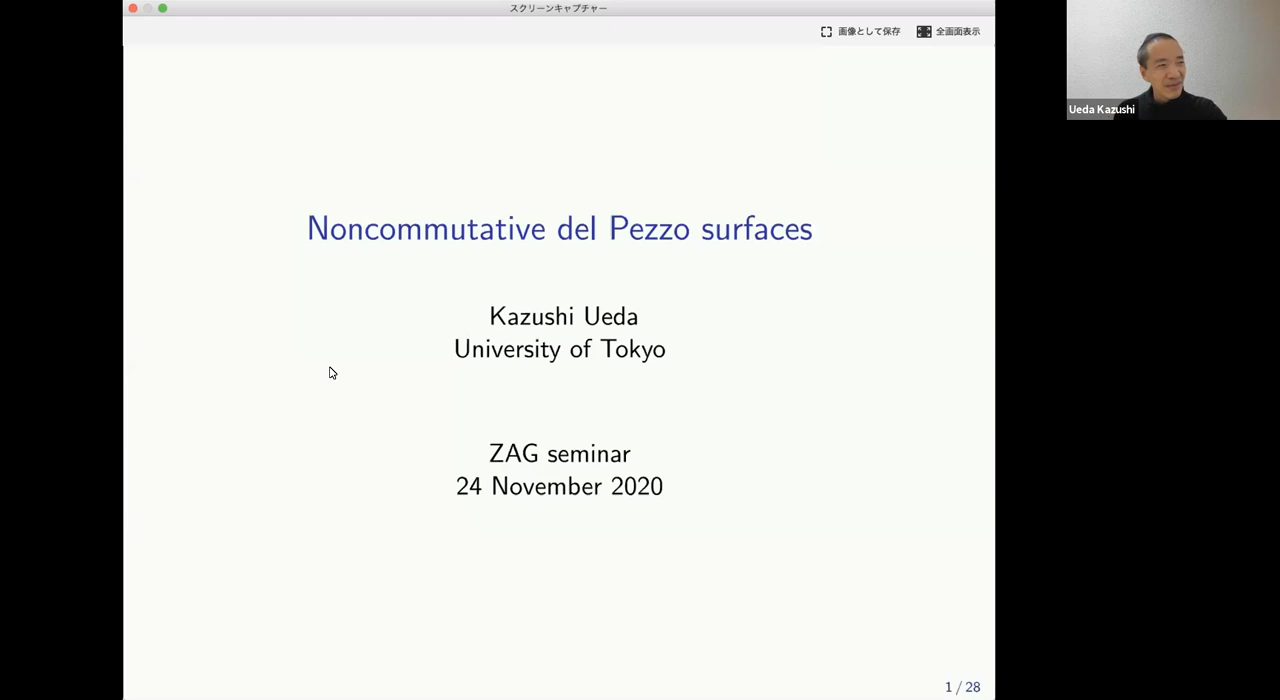 スクリーンキャプチャー
画像として保存
全画面表示
Ueda Kazushi
Noncommutative del Pezzo surfaces
Kazushi Ueda
University of Tokyo
ZAG seminar
24 November 2020
1 / 28